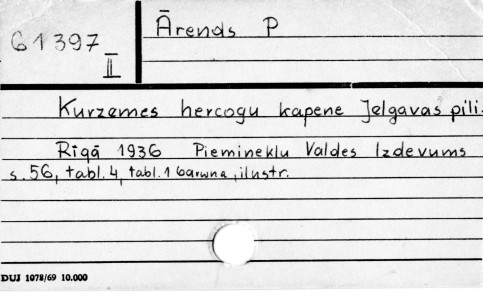 61397
II
Ārends P
Kurzemes hercogu kapene Jelgavas pilī.
Rīgā 1936 Pieminekļu Valdes Izdevums
s. 56, tabl. 4, tabl. 1 barwna, ilustr.
DUJ 1078/69 10.000